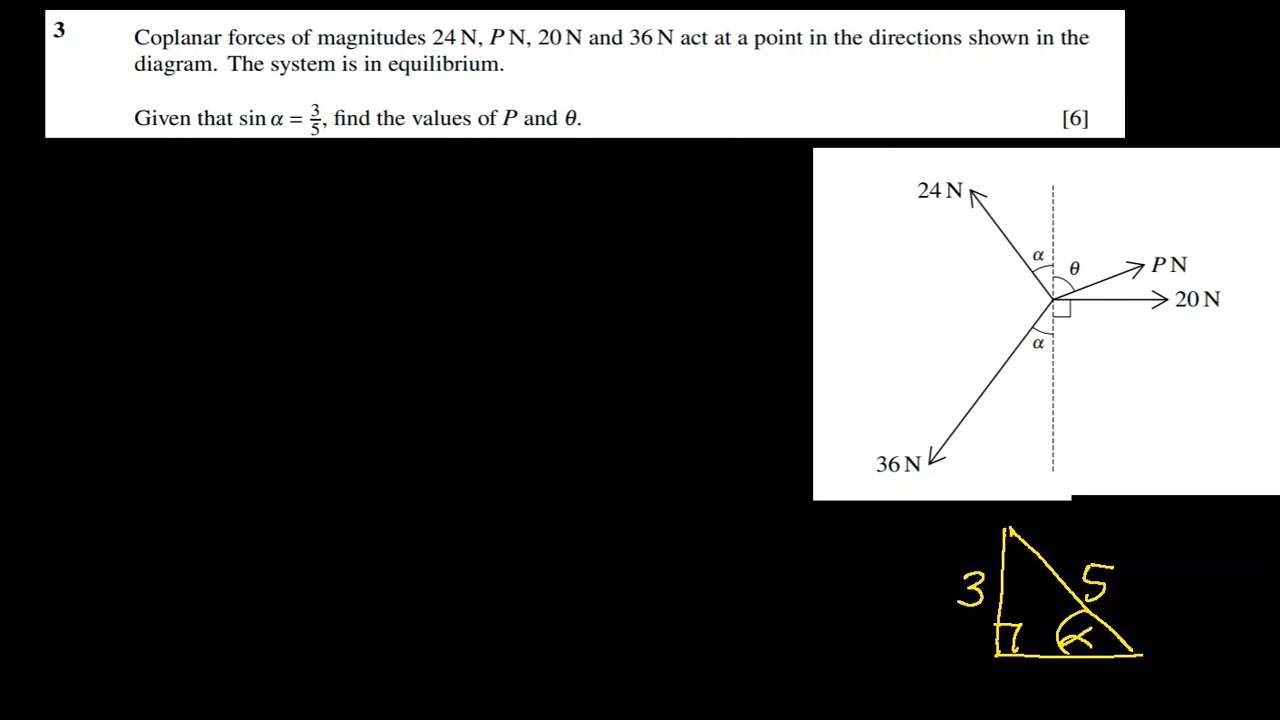 3
Coplanar forces of magnitudes 24 N, P N, 20 N and 36 N act at a point in the directions shown in the
diagram. The system is in equilibrium.
Given that sin α = 3/5, find the values of P and θ. [6]
24 N
α
θ
P N
20 N
α
36 N
3
5
α